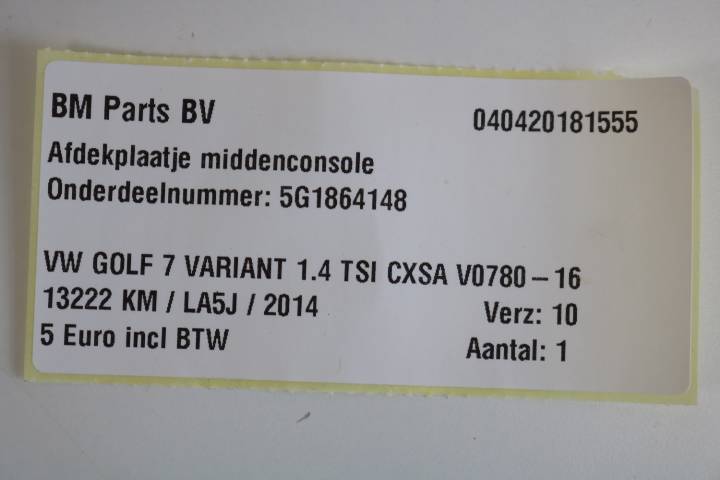 BM Parts BV 040420181555
Afdekplaatje middenconsole
Onderdeelnummer: 5G1864148
VW GOLF 7 VARIANT 1.4 TSI CXSA V0780 – 16
13222 KM / LA5J / 2014 Verz: 10
5 Euro incl BTW Aantal: 1